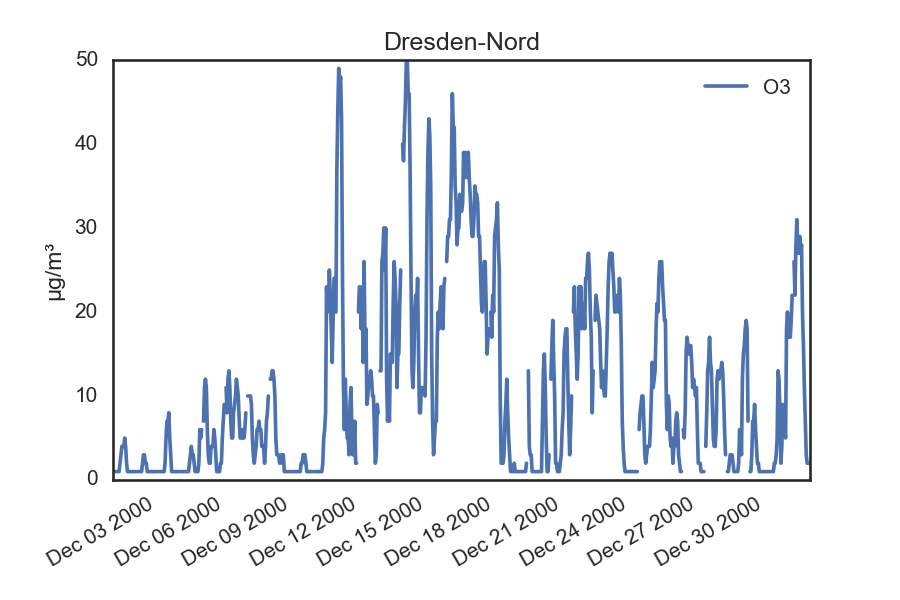 Dresden-Nord
O3
µg/m³
50
40
30
20
10
0
Dec 03 2000
Dec 06 2000
Dec 09 2000
Dec 12 2000
Dec 15 2000
Dec 18 2000
Dec 21 2000
Dec 24 2000
Dec 27 2000
Dec 30 2000